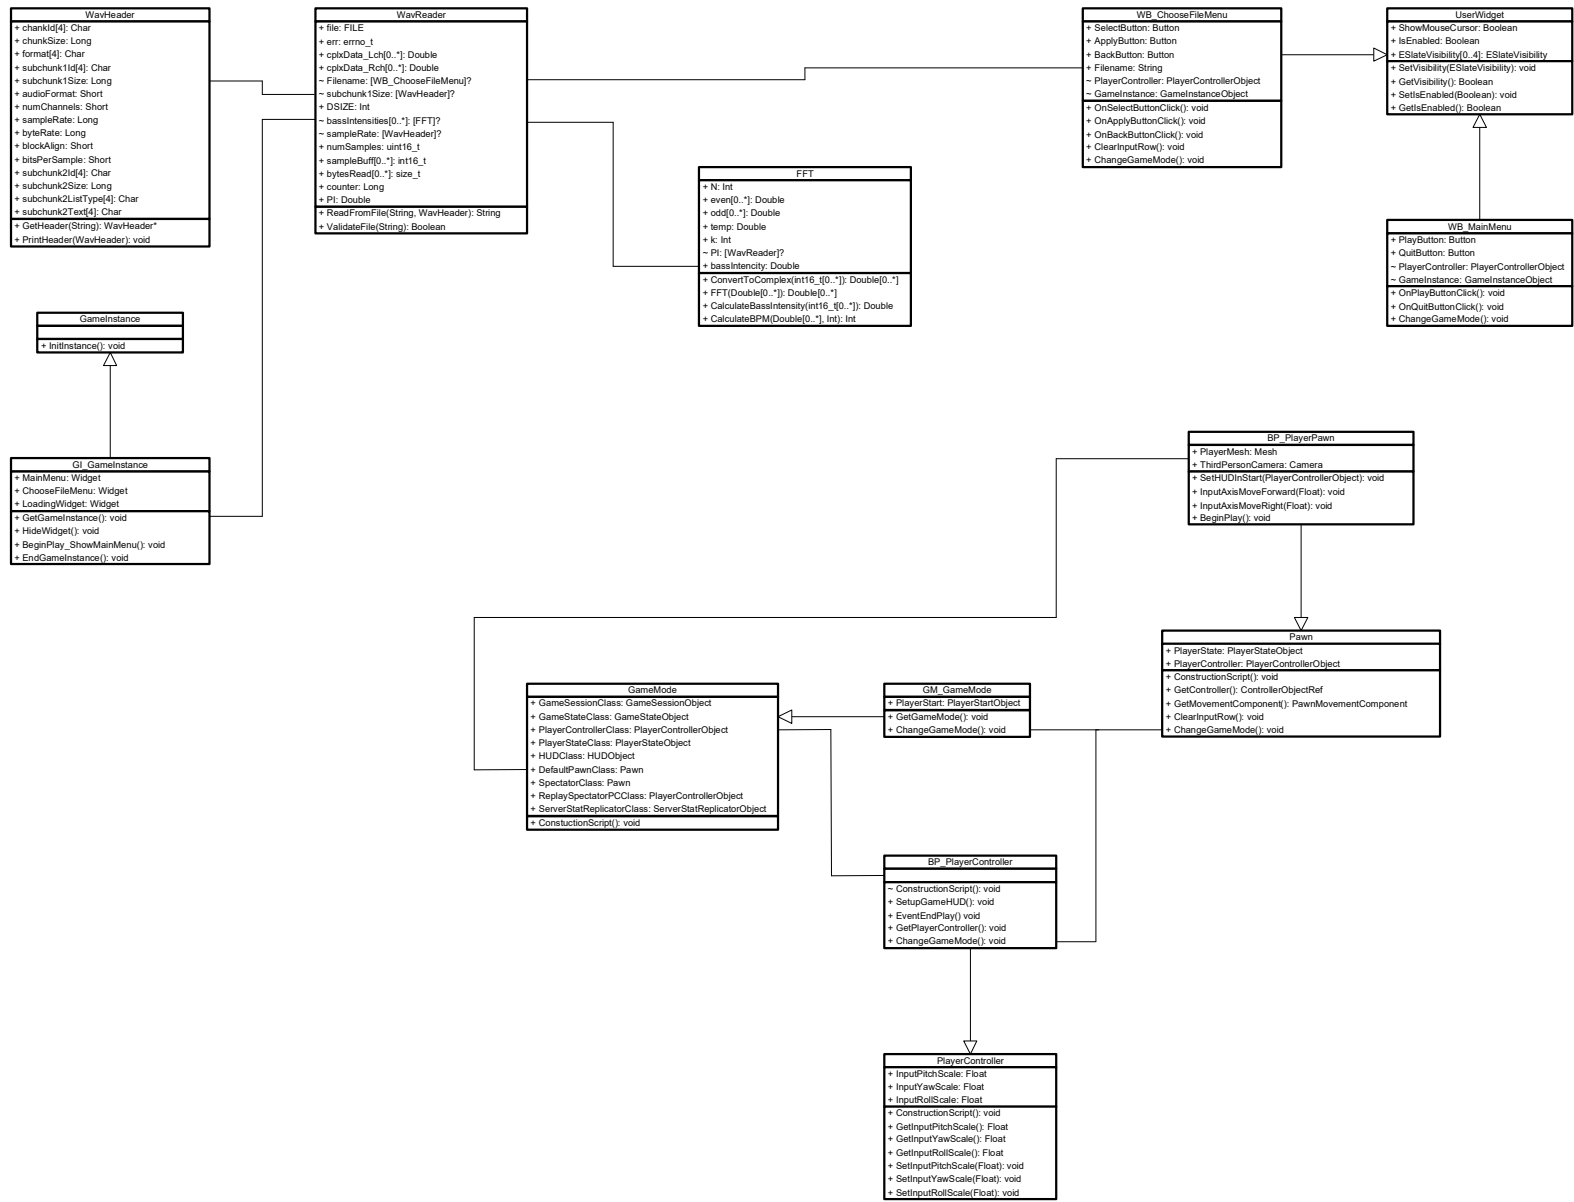 WavHeader
+ chankId[4]: Char
+ chunkSize: Long
+ format[4]: Char
+ subchunk1Id[4]: Char
+ subchunk1Size: Long
+ audioFormat: Short
+ numChannels: Short
+ sampleRate: Long
+ byteRate: Long
+ blockAlign: Short
+ bitsPerSample: Short
+ subchunk2Id[4]: Char
+ subchunk2Size: Long
+ subchunk2ListType[4]: Char
+ subchunk2Text[4]: Char
+ GetHeader(String): WavHeader*
+ PrintHeader(WavHeader): void
WavReader
+ file: FILE
+ err: errno_t
+ cplxData_Lch[0..*]: Double
+ cplxData_Rch[0..*]: Double
~ Filename: [WB_ChooseFileMenu]?
~ subchunk1Size: [WavHeader]?
+ DSIZE: Int
~ bassIntensities[0..*]: [FFT]?
~ sampleRate: [WavHeader]?
+ numSamples: uint16_t
+ sampleBuff[0..*]: int16_t
+ bytesRead[0..*]: size_t
+ counter: Long
+ PI: Double
+ ReadFromFile(String, WavHeader): String
+ ValidateFile(String): Boolean
WB_ChooseFileMenu
+ SelectButton: Button
+ ApplyButton: Button
+ BackButton: Button
+ Filename: String
~ PlayerController: PlayerControllerObject
~ GameInstance: GameInstanceObject
+ OnSelectButtonClick(): void
+ OnApplyButtonClick(): void
+ OnBackButtonClick(): void
+ ClearInputRow(): void
+ ChangeGameMode(): void
UserWidget
+ ShowMouseCursor: Boolean
+ IsEnabled: Boolean
+ ESlateVisibility[0..4]: ESlateVisibility
+ SetVisibility(ESlateVisibility): void
+ GetVisibility(): Boolean
+ SetIsEnabled(Boolean): void
+ GetIsEnabled(): Boolean
FFT
+ N: Int
+ even[0..*]: Double
+ odd[0..*]: Double
+ temp: Double
+ k: Int
~ PI: [WavReader]?
+ bassIntencity: Double
+ ConvertToComplex(int16_t[0..*]): Double[0..*]
+ FFT(Double[0..*]): Double[0..*]
+ CalculateBassIntensity(int16_t[0..*]): Double
+ CalculateBPM(Double[0..*], Int): Int
WB_MainMenu
+ PlayButton: Button
+ QuitButton: Button
~ PlayerController: PlayerControllerObject
~ GameInstance: GameInstanceObject
+ OnPlayButtonClick(): void
+ OnQuitButtonClick(): void
+ ChangeGameMode(): void
GameInstance
+ InitInstance(): void
GI_GameInstance
+ MainMenu: Widget
+ ChooseFileMenu: Widget
+ LoadingWidget: Widget
+ GetGameInstance(): void
+ HideWidget(): void
+ BeginPlay_ShowMainMenu(): void
+ EndGameInstance(): void
BP_PlayerPawn
+ PlayerMesh: Mesh
+ ThirdPersonCamera: Camera
+ SetHUDInStart(PlayerControllerObject): void
+ InputAxisMoveForward(Float): void
+ InputAxisMoveRight(Float): void
+ BeginPlay(): void
Pawn
+ PlayerState: PlayerStateObject
+ PlayerController: PlayerControllerObject
+ ConstructionScript(): void
+ GetController(): ControllerObjectRef
+ GetMovementComponent(): PawnMovementComponent
+ ClearInputRow(): void
+ ChangeGameMode(): void
GameMode
+ GameSessionClass: GameSessionObject
+ GameStateClass: GameStateObject
+ PlayerControllerClass: PlayerControllerObject
+ PlayerStateClass: PlayerStateObject
+ HUDClass: HUDObject
+ DefaultPawnClass: Pawn
+ SpectatorClass: Pawn
+ ReplaySpectatorPCClass: PlayerControllerObject
+ ServerStatReplicatorClass: ServerStatReplicatorObject
+ ConstuctionScript(): void
GM_GameMode
+ PlayerStart: PlayerStartObject
+ GetGameMode(): void
+ ChangeGameMode(): void
BP_PlayerController
~ ConstructionScript(): void
+ SetupGameHUD(): void
+ EventEndPlay() void
+ GetPlayerController(): void
+ ChangeGameMode(): void
PlayerController
+ InputPitchScale: Float
+ InputYawScale: Float
+ InputRollScale: Float
+ ConstructionScript(): void
+ GetInputPitchScale(): Float
+ GetInputYawScale(): Float
+ GetInputRollScale(): Float
+ SetInputPitchScale(Float): void
+ SetInputYawScale(Float): void
+ SetInputRollScale(Float): void